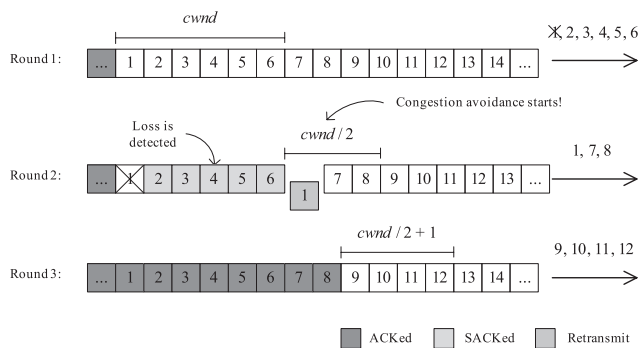 cwnd
Round 1:
... 1 2 3 4 5 6 7 8 9 10 11 12 13 14 ...
1, 2, 3, 4, 5, 6
Congestion avoidance starts!
Loss is
detected
cwnd / 2
Round 2:
... 1 2 3 4 5 6 1 7 8 9 10 11 12 13 ...
1, 7, 8
cwnd / 2 + 1
Round 3:
... 1 2 3 4 5 6 7 8 9 10 11 12 13 14 ...
9, 10, 11, 12
ACKed SACKed Retransmit